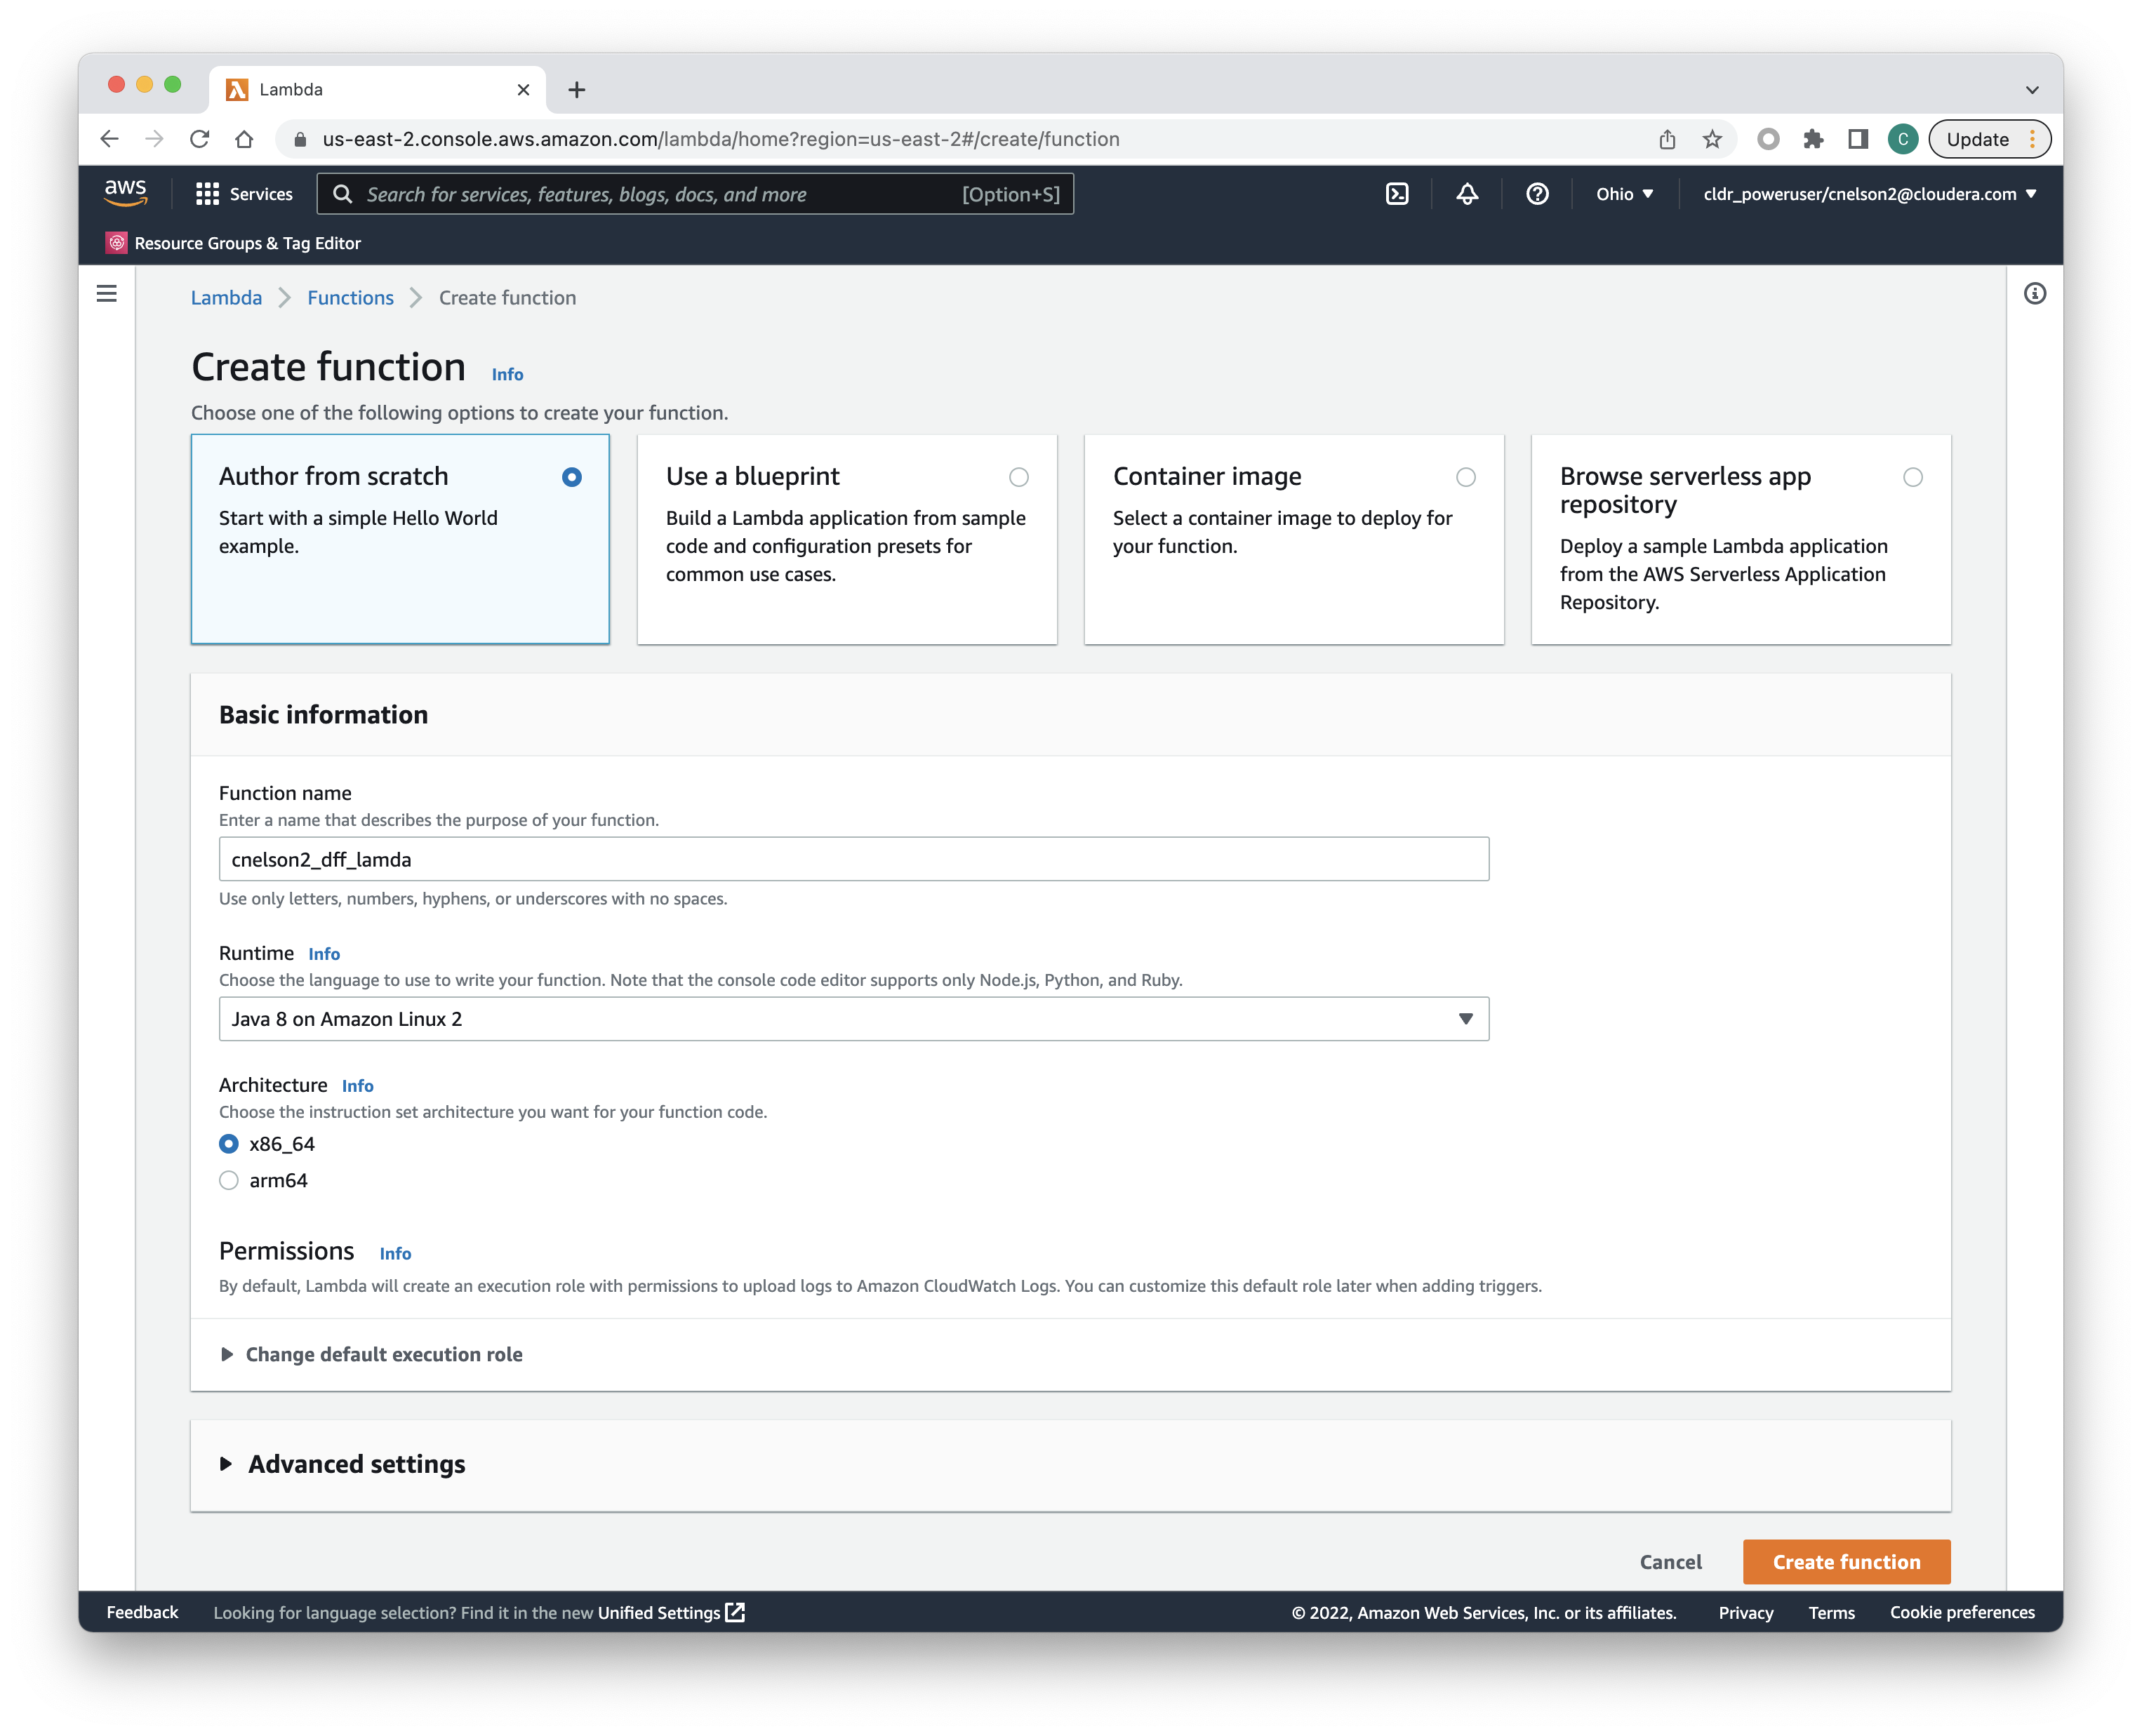 Lambda
us-east-2.console.aws.amazon.com/lambda/home?region=us-east-2#/create/function
C
Update
aws
Services
Search for services, features, blogs, docs, and more
[Option+S]
Ohio
cldr_poweruser/cnelson2@cloudera.com
Resource Groups & Tag Editor
Lambda
Functions
Create function
Create function
Info
Choose one of the following options to create your function.
Author from scratch
Start with a simple Hello World
example.
Use a blueprint
Build a Lambda application from sample
code and configuration presets for
common use cases.
Container image
Select a container image to deploy for
your function.
Browse serverless app
repository
Deploy a sample Lambda application
from the AWS Serverless Application
Repository.
Basic information
Function name
Enter a name that describes the purpose of your function.
cnelson2_dff_lamda
Use only letters, numbers, hyphens, or underscores with no spaces.
Runtime Info
Choose the language to use to write your function. Note that the console code editor supports only Node.js, Python, and Ruby.
Java 8 on Amazon Linux 2
Architecture Info
Choose the instruction set architecture you want for your function code.
x86_64
arm64
Permissions Info
By default, Lambda will create an execution role with permissions to upload logs to Amazon CloudWatch Logs. You can customize this default role later when adding triggers.
Change default execution role
Advanced settings
Cancel
Create function
Feedback
Looking for language selection? Find it in the new Unified Settings
© 2022, Amazon Web Services, Inc. or its affiliates.
Privacy
Terms
Cookie preferences